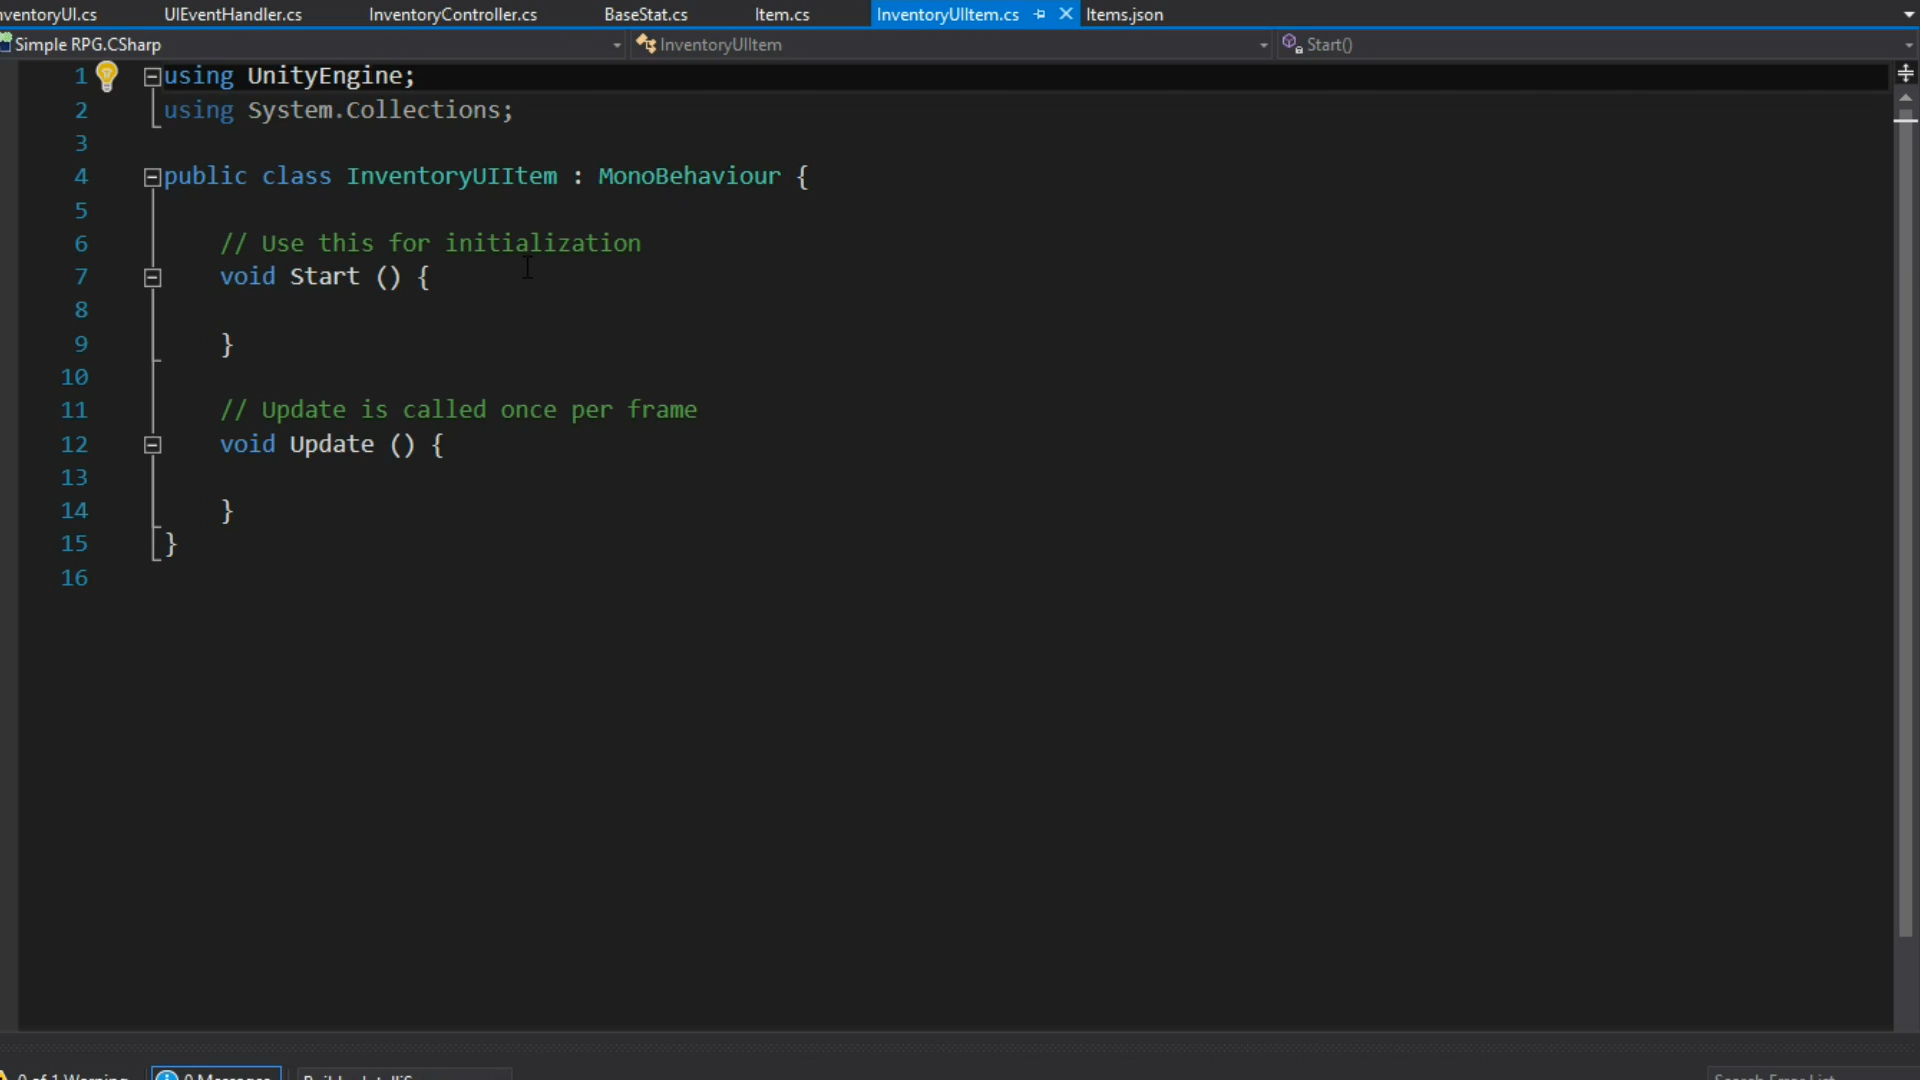 nventoryUI.cs UIEventHandler.cs InventoryController.cs BaseStat.cs Item.cs InventoryUIItem.cs Items.json
Simple RPG.CSharp InventoryUIItem Start()
1 using UnityEngine;
2 using System.Collections;
3
4 public class InventoryUIItem : MonoBehaviour {
5
6 // Use this for initialization
7 void Start () {
8
9 }
10
11 // Update is called once per frame
12 void Update () {
13
14 }
15 }
16
0 of 1 Warning 0 Messages Search Error List